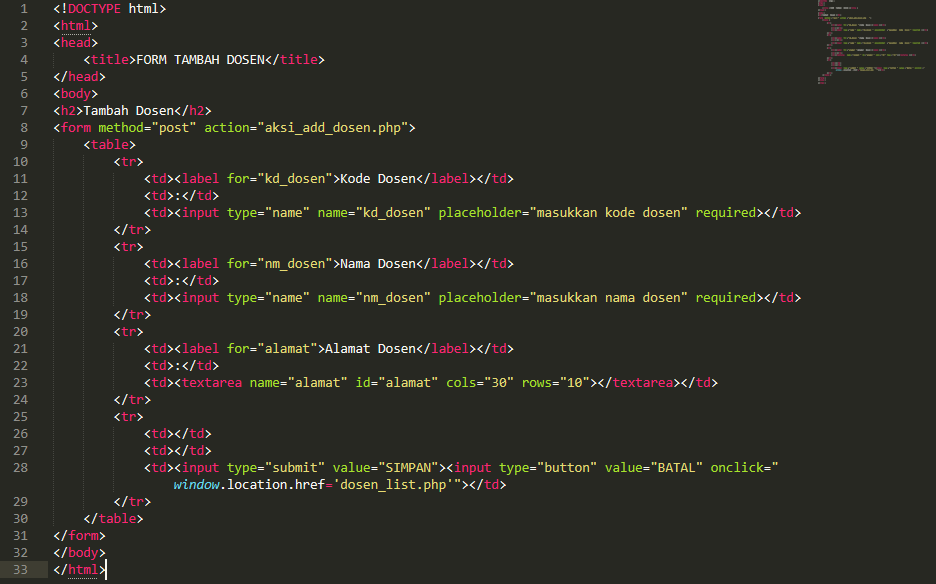 1 <!DOCTYPE html>
2 <html>
3 <head>
4     <title>FORM TAMBAH DOSEN</title>
5 </head>
6 <body>
7 <h2>Tambah Dosen</h2>
8 <form method="post" action="aksi_add_dosen.php">
9     <table>
10         <tr>
11             <td><label for="kd_dosen">Kode Dosen</label></td>
12             <td>:</td>
13             <td><input type="name" name="kd_dosen" placeholder="masukkan kode dosen" required></td>
14         </tr>
15         <tr>
16             <td><label for="nm_dosen">Nama Dosen</label></td>
17             <td>:</td>
18             <td><input type="name" name="nm_dosen" placeholder="masukkan nama dosen" required></td>
19         </tr>
20         <tr>
21             <td><label for="alamat">Alamat Dosen</label></td>
22             <td>:</td>
23             <td><textarea name="alamat" id="alamat" cols="30" rows="10"></textarea></td>
24         </tr>
25         <tr>
26             <td></td>
27             <td></td>
28             <td><input type="submit" value="SIMPAN"><input type="button" value="BATAL" onclick="
                window.location.href='dosen_list.php'"></td>
29         </tr>
30     </table>
31 </form>
32 </body>
33 </html>